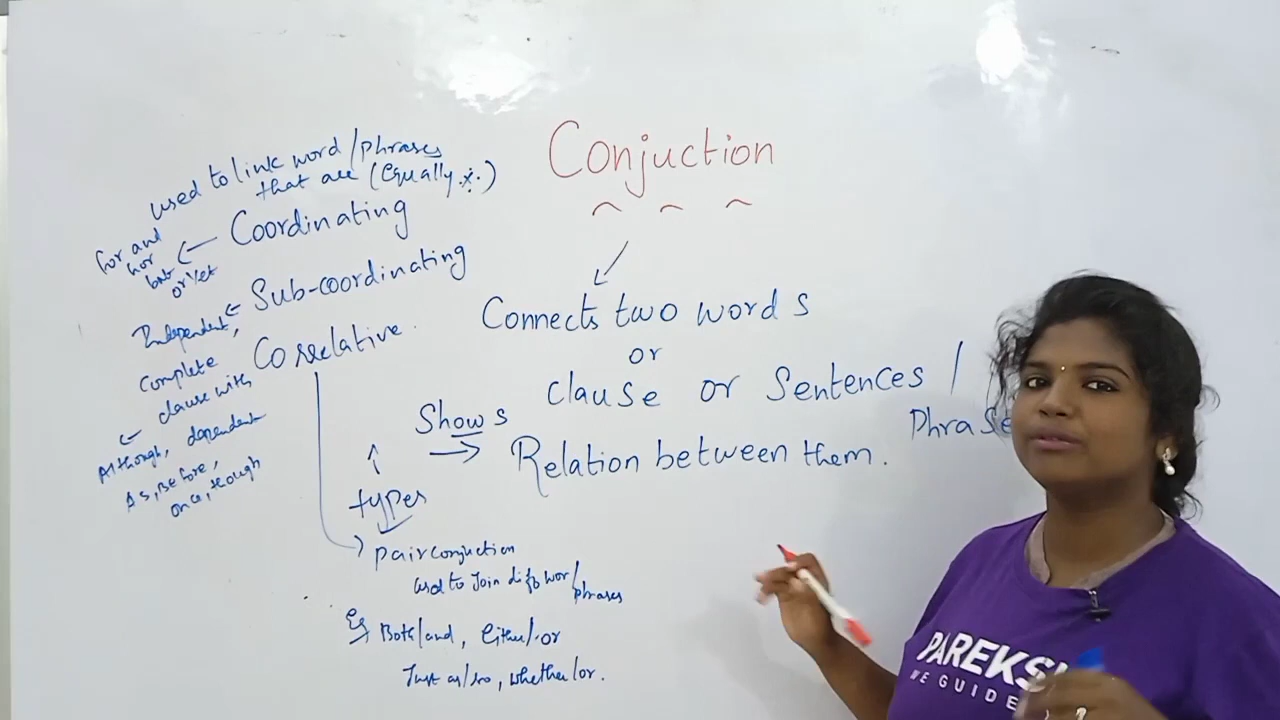 Conjuction
used to link word/phrases
that are (Equally
Coordinating
for and
nor
but
or yet
Sub-coordinating
Independent,
Complete
clause with
dependent
Although,
As, Before,
once, though
Correlative
Connects two words
or
Clause or Sentences /
Phrase
Shows
Relation between them.
types
pair conjuction
used to Join diff wor/
phrases
Eg Both/and, Either/or
Just as/so, whether/or.
PAREKS
WE GUIDE